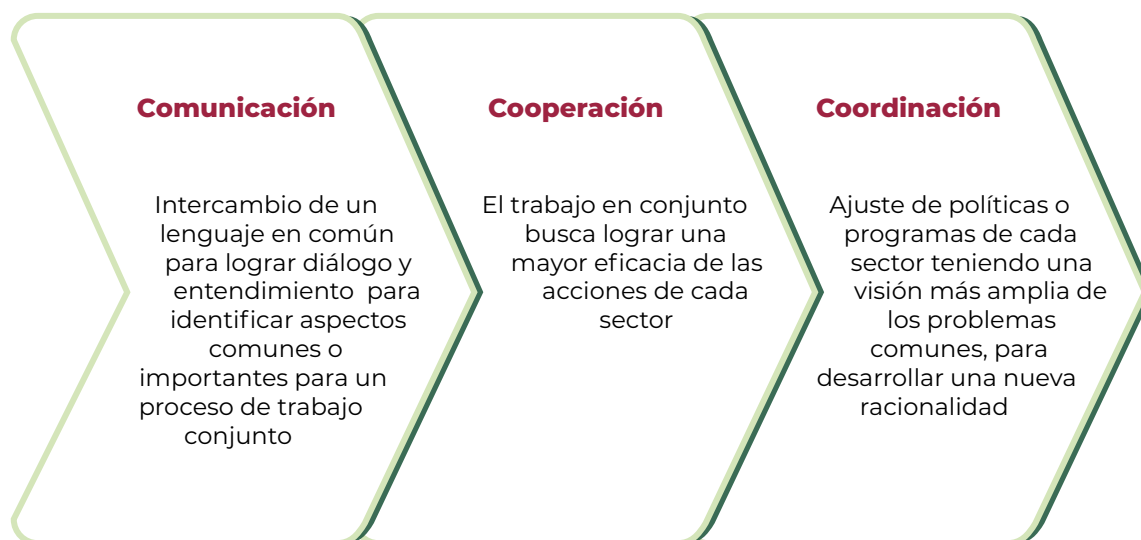 Comunicación
Intercambio de un
lenguaje en común
para lograr diálogo y
entendimiento para
identificar aspectos
comunes o
importantes para un
proceso de trabajo
conjunto
Cooperación
El trabajo en conjunto
busca lograr una
mayor eficacia de las
acciones de cada
sector
Coordinación
Ajuste de políticas o
programas de cada
sector teniendo una
visión más amplia de
los problemas
comunes, para
desarrollar una nueva
racionalidad